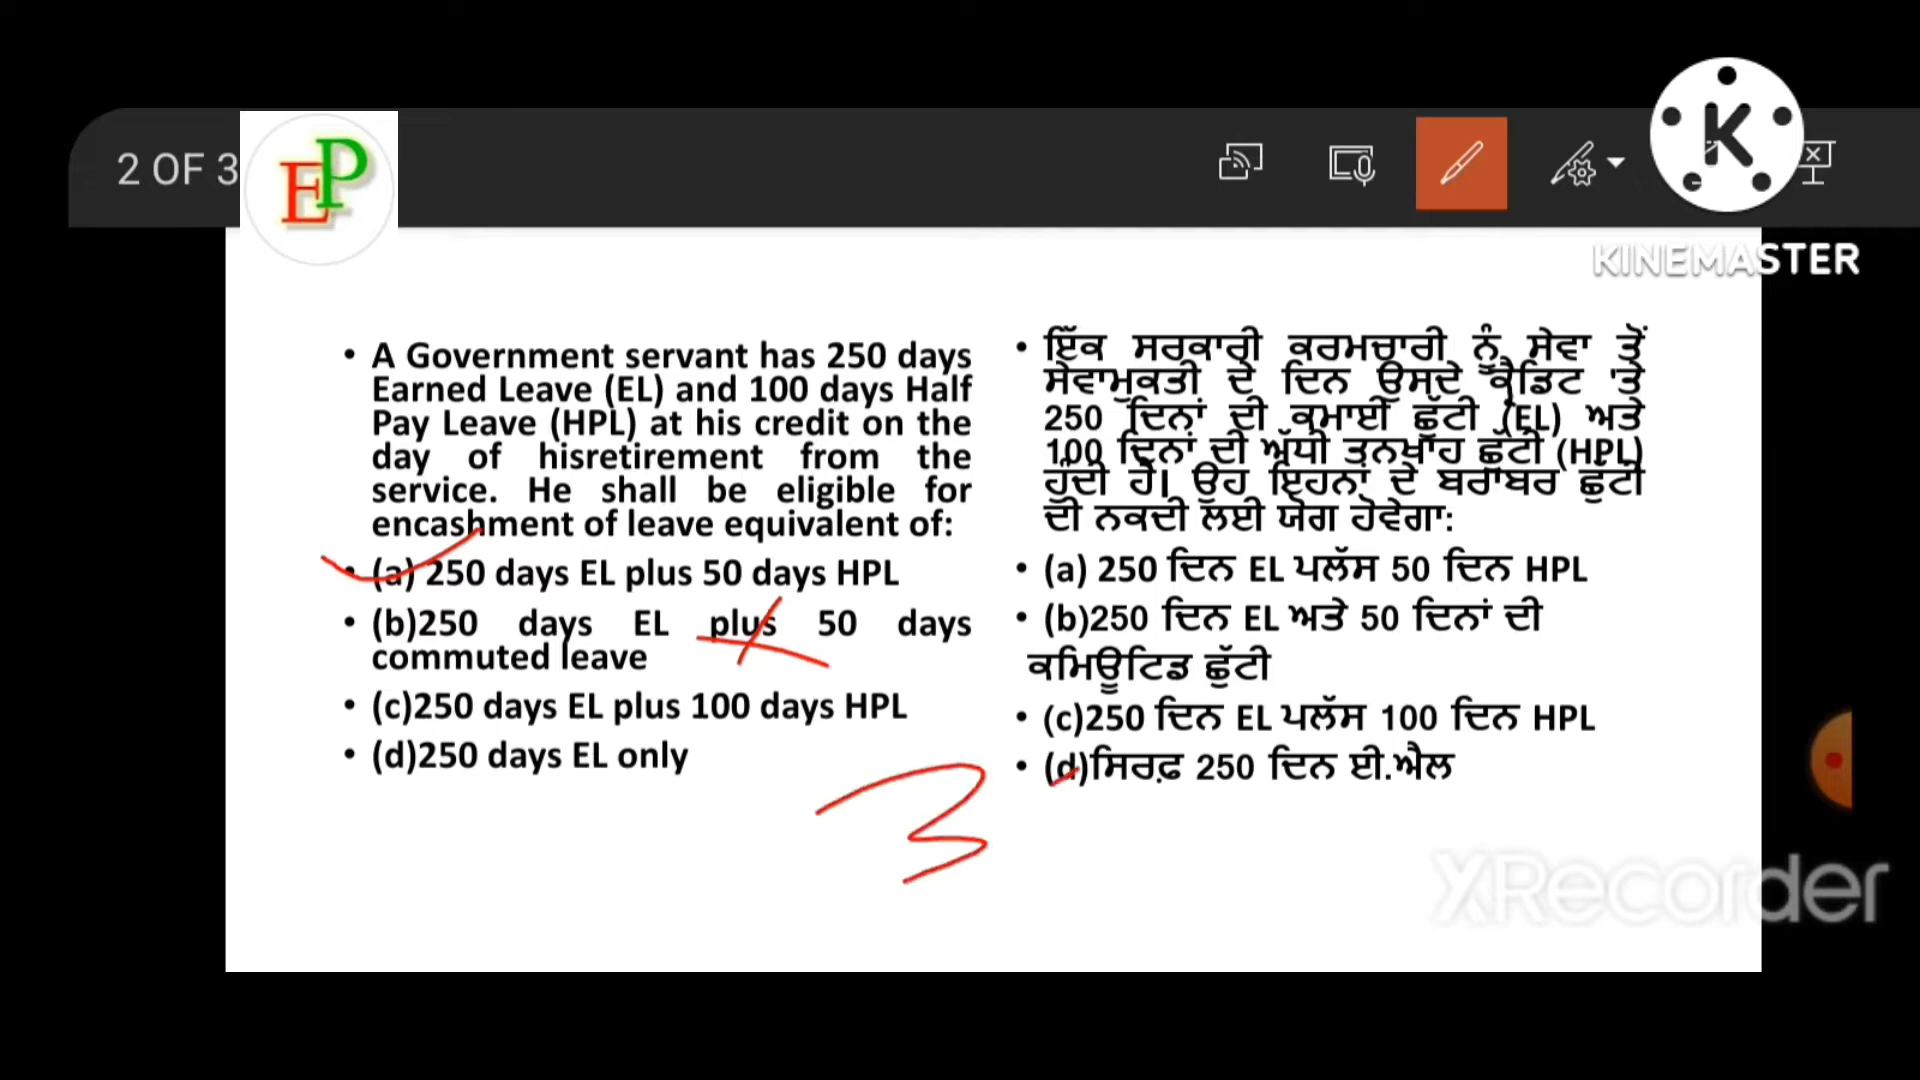 2 OF 3
EP
K
KINEMASTER
• A Government servant has 250 days
Earned Leave (EL) and 100 days Half
Pay Leave (HPL) at his credit on the
day of hisretirement from the
service. He shall be eligible for
encashment of leave equivalent of:
• (a) 250 days EL plus 50 days HPL
• (b)250 days EL plus 50 days
commuted leave
• (c)250 days EL plus 100 days HPL
• (d)250 days EL only
3
• ਇੱਕ ਸਰਕਾਰੀ ਕਰਮਚਾਰੀ ਨੂੰ ਸੇਵਾ ਤੋਂ
ਸੇਵਾਮੁਕਤੀ ਦੇ ਦਿਨ ਉਸਦੇ ਕ੍ਰੈਡਿਟ 'ਤੇ
250 ਦਿਨਾਂ ਦੀ ਕਮਾਈ ਛੁੱਟੀ (EL) ਅਤੇ
100 ਦਿਨਾਂ ਦੀ ਅੱਧੀ ਤਨਖਾਹ ਛੁੱਟੀ (HPL)
ਹੁੰਦੀ ਹੈ। ਉਹ ਇਹਨਾਂ ਦੇ ਬਰਾਬਰ ਛੁੱਟੀ
ਦੀ ਨਕਦੀ ਲਈ ਯੋਗ ਹੋਵੇਗਾ:
• (a) 250 ਦਿਨ EL ਪਲੱਸ 50 ਦਿਨ HPL
• (b)250 ਦਿਨ EL ਅਤੇ 50 ਦਿਨਾਂ ਦੀ
ਕਮਿਊਟਿਡ ਛੁੱਟੀ
• (c)250 ਦਿਨ EL ਪਲੱਸ 100 ਦਿਨ HPL
• (d)ਸਿਰਫ਼ 250 ਦਿਨ ਈ.ਐਲ
XRecorder